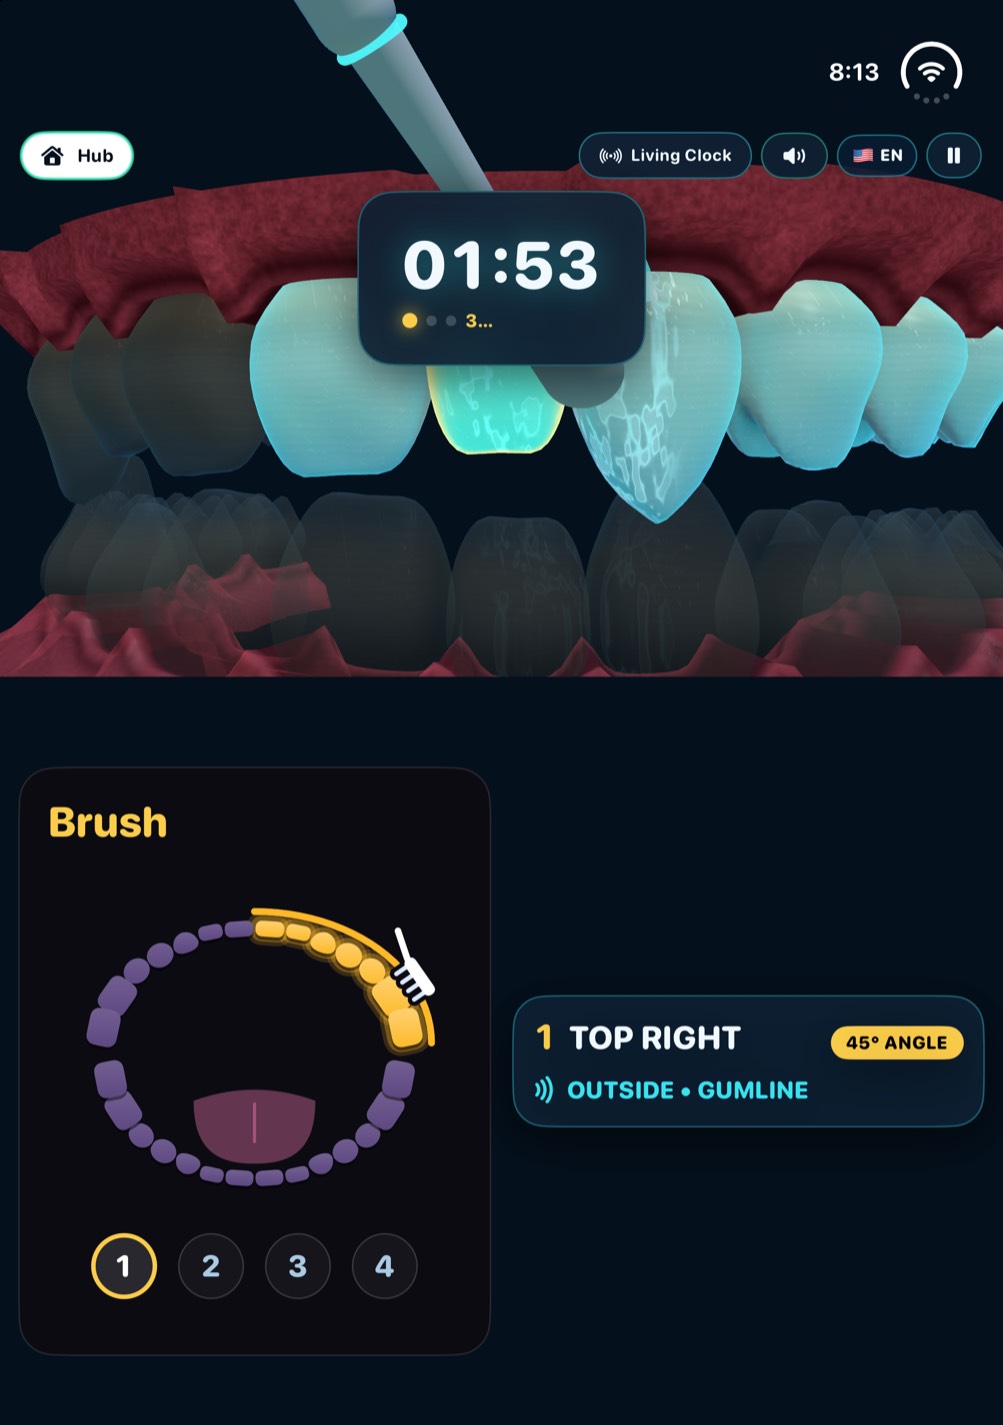 8:13
Hub
Living Clock
EN
01:53
3...
Brush
1 TOP RIGHT
45° ANGLE
OUTSIDE • GUMLINE
1 2 3 4